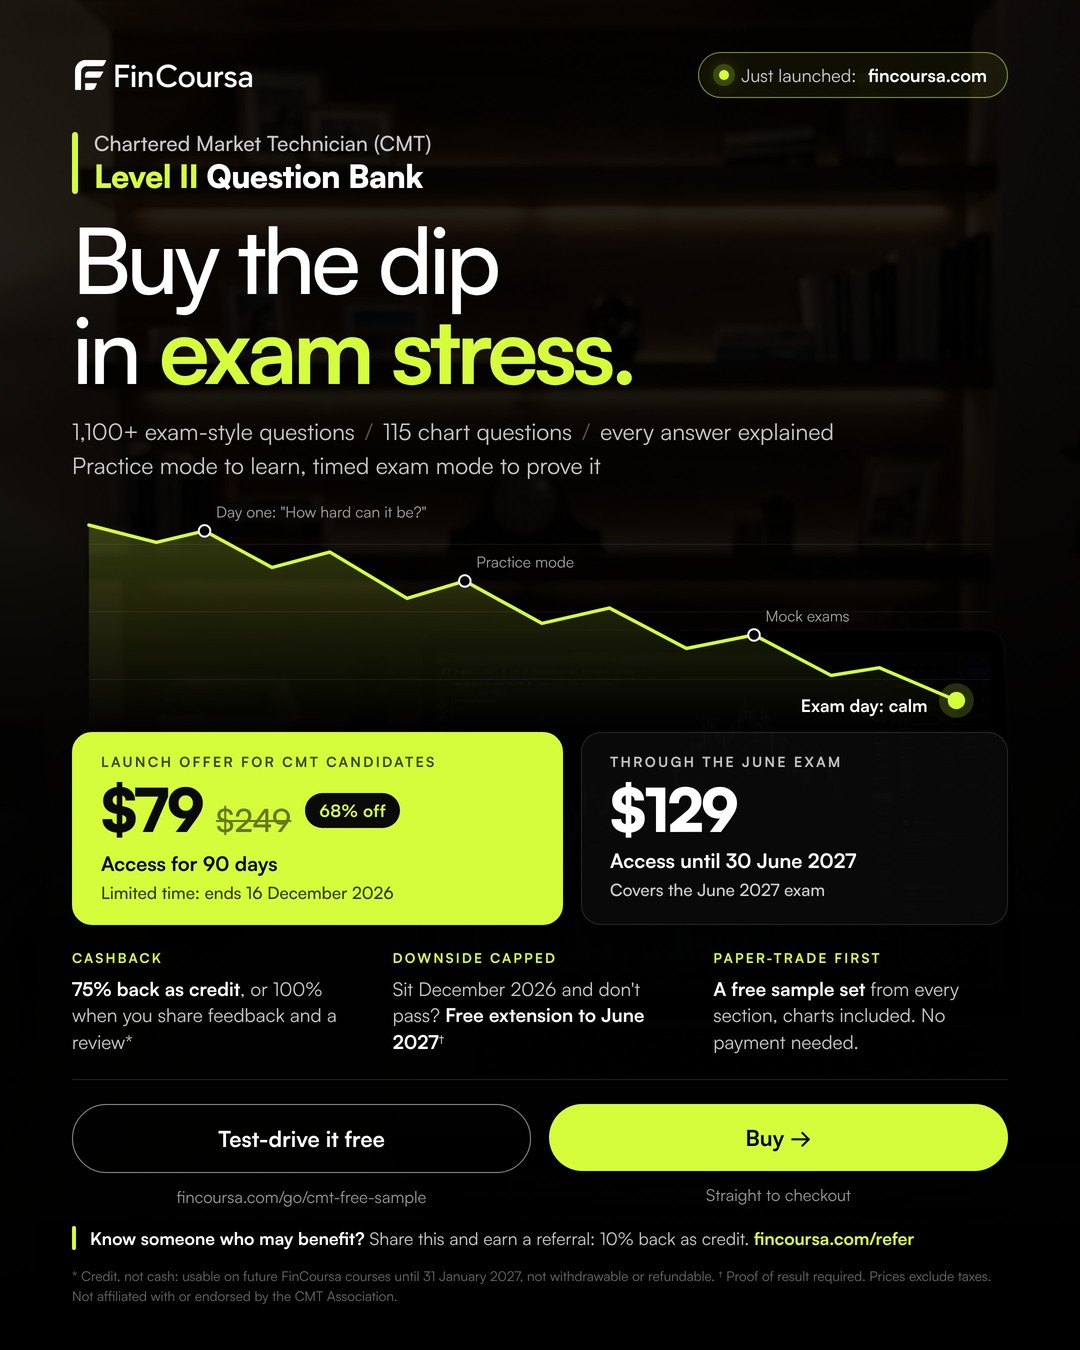 FinCoursa
Just launched: fincoursa.com
Chartered Market Technician (CMT)
Level II Question Bank
Buy the dip
in exam stress.
1,100+ exam-style questions / 115 chart questions / every answer explained
Practice mode to learn, timed exam mode to prove it
Day one: "How hard can it be?"
Practice mode
Mock exams
Exam day: calm
LAUNCH OFFER FOR CMT CANDIDATES
$79 $249 68% off
Access for 90 days
Limited time: ends 16 December 2026
THROUGH THE JUNE EXAM
$129
Access until 30 June 2027
Covers the June 2027 exam
CASHBACK
75% back as credit, or 100%
when you share feedback and a
review*
DOWNSIDE CAPPED
Sit December 2026 and don't
pass? Free extension to June
2027†
PAPER-TRADE FIRST
A free sample set from every
section, charts included. No
payment needed.
Test-drive it free
fincoursa.com/go/cmt-free-sample
Buy →
Straight to checkout
Know someone who may benefit? Share this and earn a referral: 10% back as credit. fincoursa.com/refer
* Credit, not cash: usable on future FinCoursa courses until 31 January 2027, not withdrawable or refundable. † Proof of result required. Prices exclude taxes.
Not affiliated with or endorsed by the CMT Association.